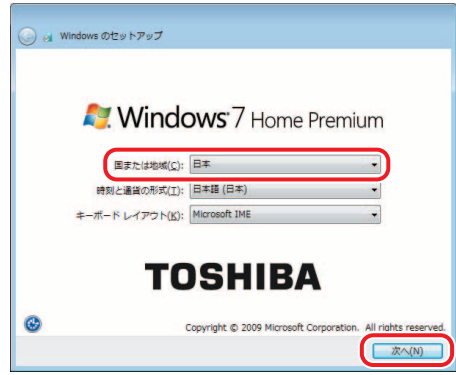 Windows のセットアップ
Windows 7 Home Premium
国または地域(C): 日本
時刻と通貨の形式(T): 日本語 (日本)
キーボード レイアウト(K): Microsoft IME
TOSHIBA
Copyright © 2009 Microsoft Corporation. All rights reserved.
次へ(N)